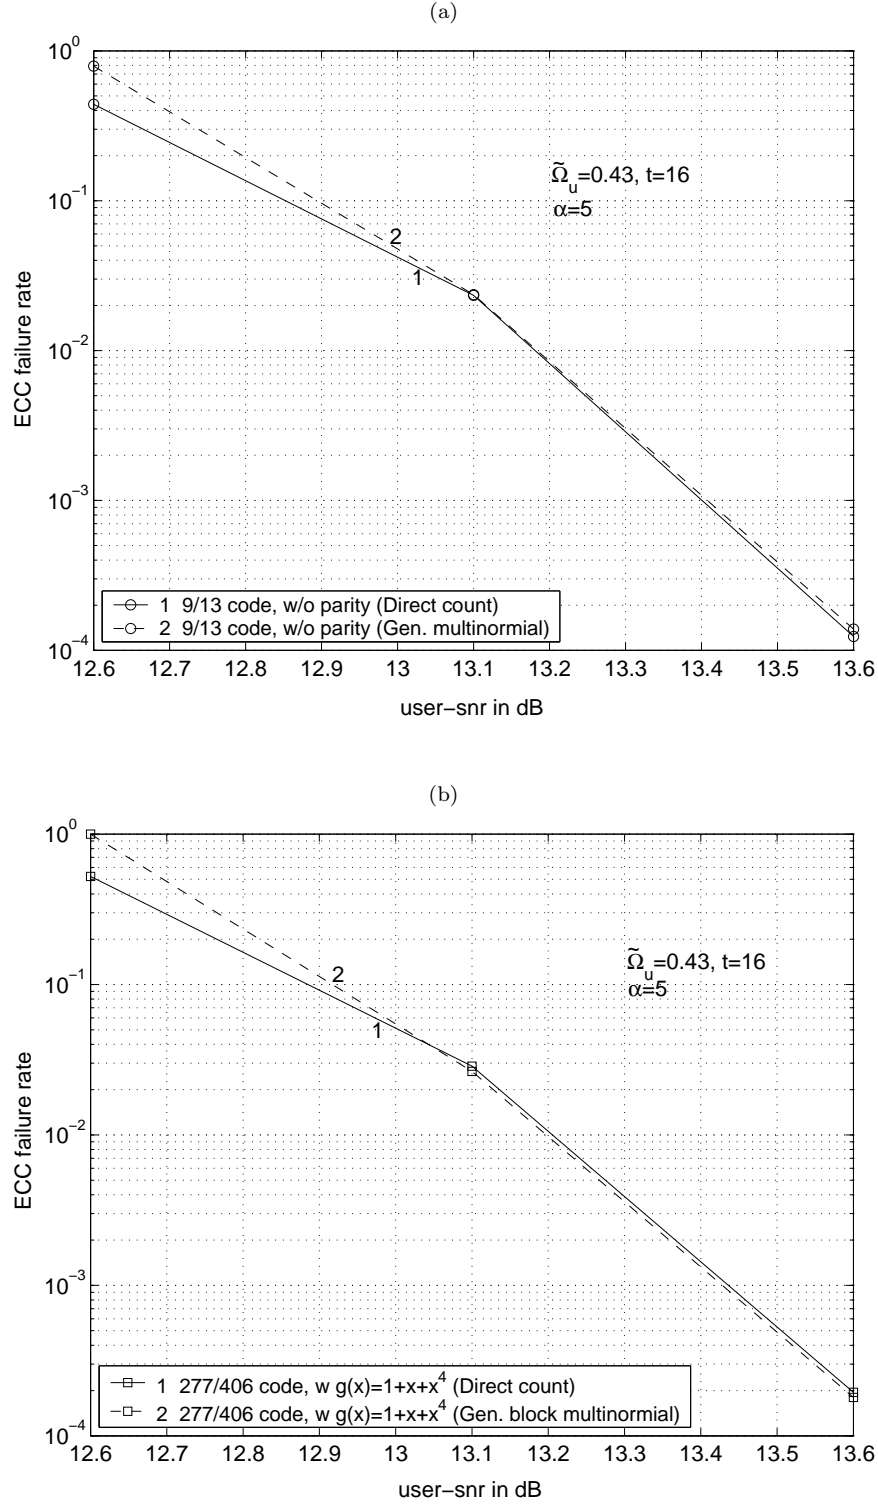 (a)
10^0
10^−1
10^−2
10^−3
10^−4
ECC failure rate
Ω̃_u=0.43, t=16
α=5
2
1
1 9/13 code, w/o parity (Direct count)
2 9/13 code, w/o parity (Gen. multinormial)
12.6 12.7 12.8 12.9 13 13.1 13.2 13.3 13.4 13.5 13.6
user−snr in dB
(b)
10^0
10^−1
10^−2
10^−3
10^−4
ECC failure rate
Ω̃_u=0.43, t=16
α=5
2
1
1 277/406 code, w g(x)=1+x+x^4 (Direct count)
2 277/406 code, w g(x)=1+x+x^4 (Gen. block multinormial)
12.6 12.7 12.8 12.9 13 13.1 13.2 13.3 13.4 13.5 13.6
user−snr in dB